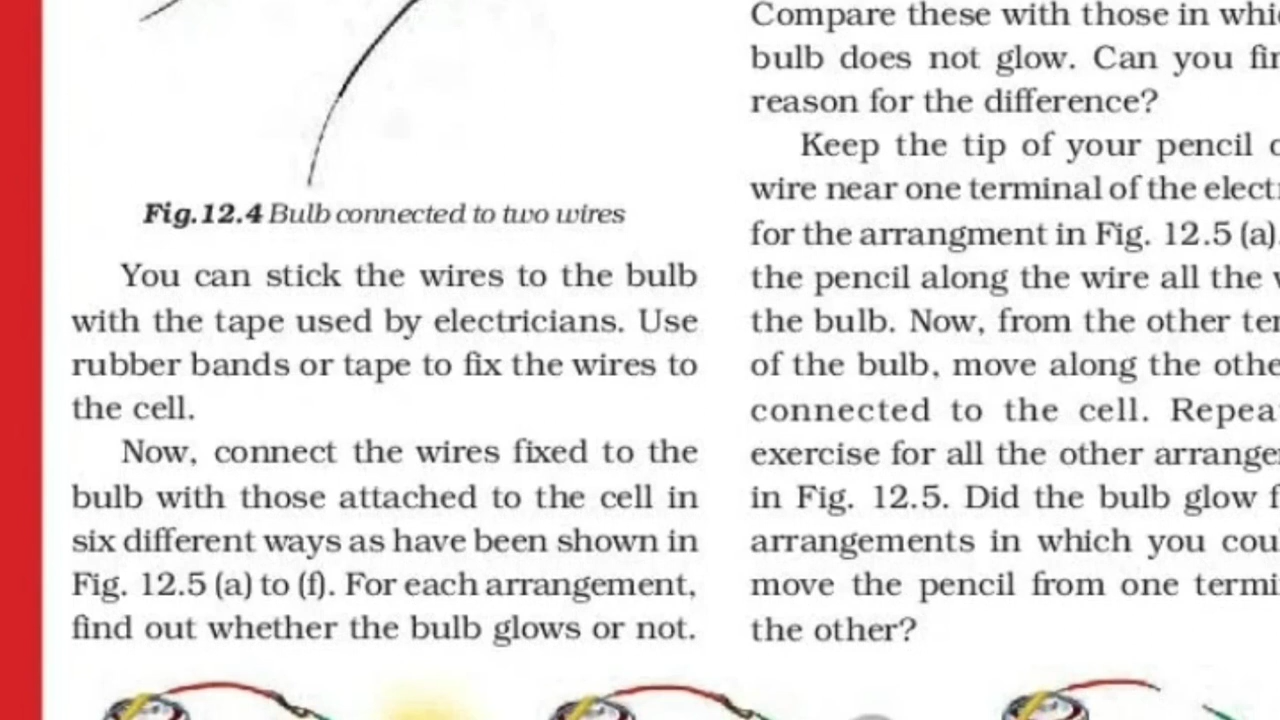 Fig.12.4 Bulb connected to two wires
You can stick the wires to the bulb
with the tape used by electricians. Use
rubber bands or tape to fix the wires to
the cell.
Now, connect the wires fixed to the
bulb with those attached to the cell in
six different ways as have been shown in
Fig. 12.5 (a) to (f). For each arrangement,
find out whether the bulb glows or not.
Compare these with those in
bulb does not glow. Can you
reason for the difference?
Keep the tip of your pencil
wire near one terminal of the
for the arrangment in Fig. 12.5 (a).
the pencil along the wire all the
the bulb. Now, from the other
of the bulb, move along the
connected to the cell.
exercise for all the other
in Fig. 12.5. Did the bulb glow
arrangements in which you
move the pencil from one
the other?